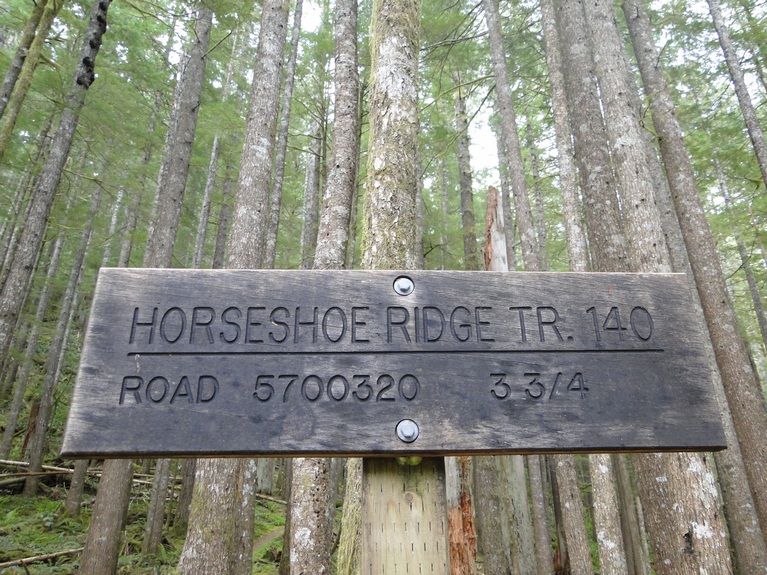 HORSESHOE RIDGE TR. 140
ROAD 5700320 3 3/4